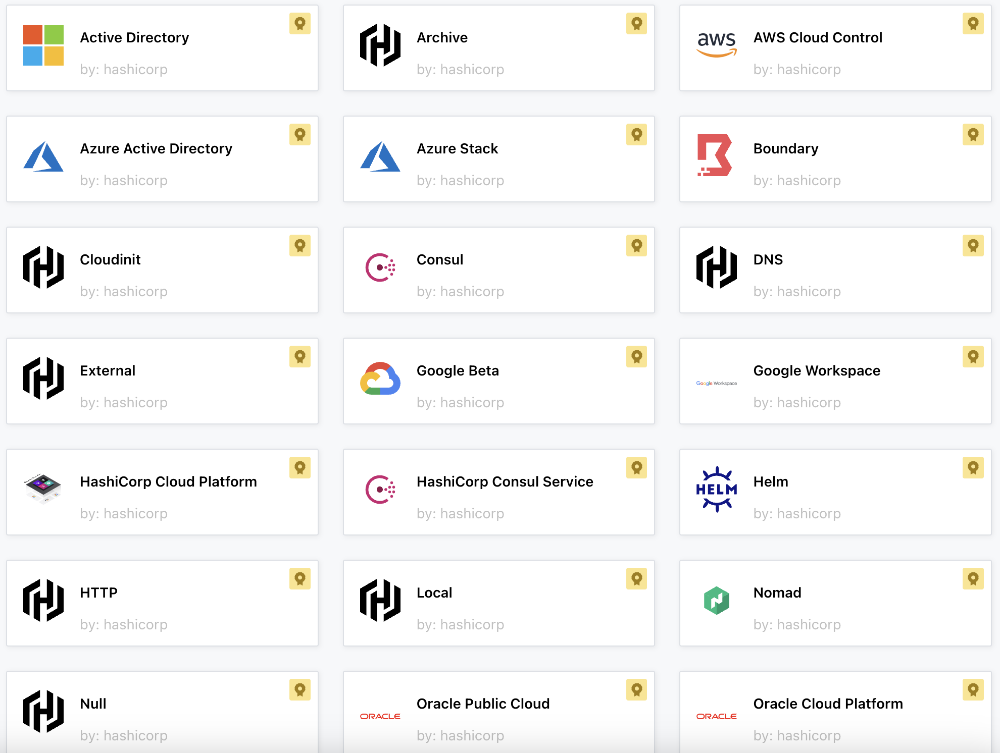 Active Directory
by: hashicorp
Archive
by: hashicorp
aws
AWS Cloud Control
by: hashicorp
Azure Active Directory
by: hashicorp
Azure Stack
by: hashicorp
Boundary
by: hashicorp
Cloudinit
by: hashicorp
Consul
by: hashicorp
DNS
by: hashicorp
External
by: hashicorp
Google Beta
by: hashicorp
Google Workspace
Google Workspace
by: hashicorp
HashiCorp Cloud Platform
by: hashicorp
HashiCorp Consul Service
by: hashicorp
HELM
Helm
by: hashicorp
HTTP
by: hashicorp
Local
by: hashicorp
Nomad
by: hashicorp
Null
by: hashicorp
ORACLE
Oracle Public Cloud
by: hashicorp
ORACLE
Oracle Cloud Platform
by: hashicorp